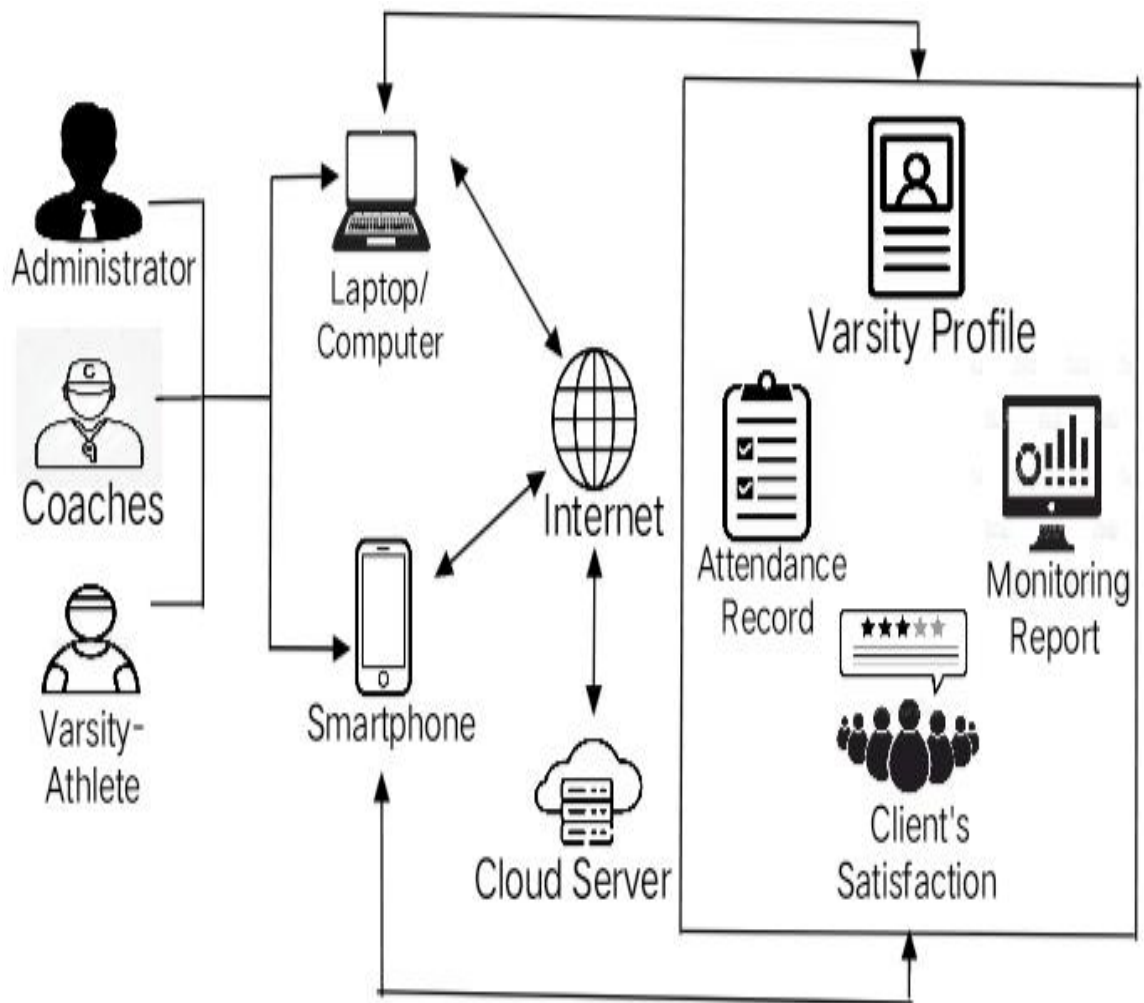 Administrator
Coaches
C
Varsity-
Athlete
Laptop/
Computer
Smartphone
Internet
Cloud Server
Varsity Profile
Attendance
Record
Monitoring
Report
Client's
Satisfaction